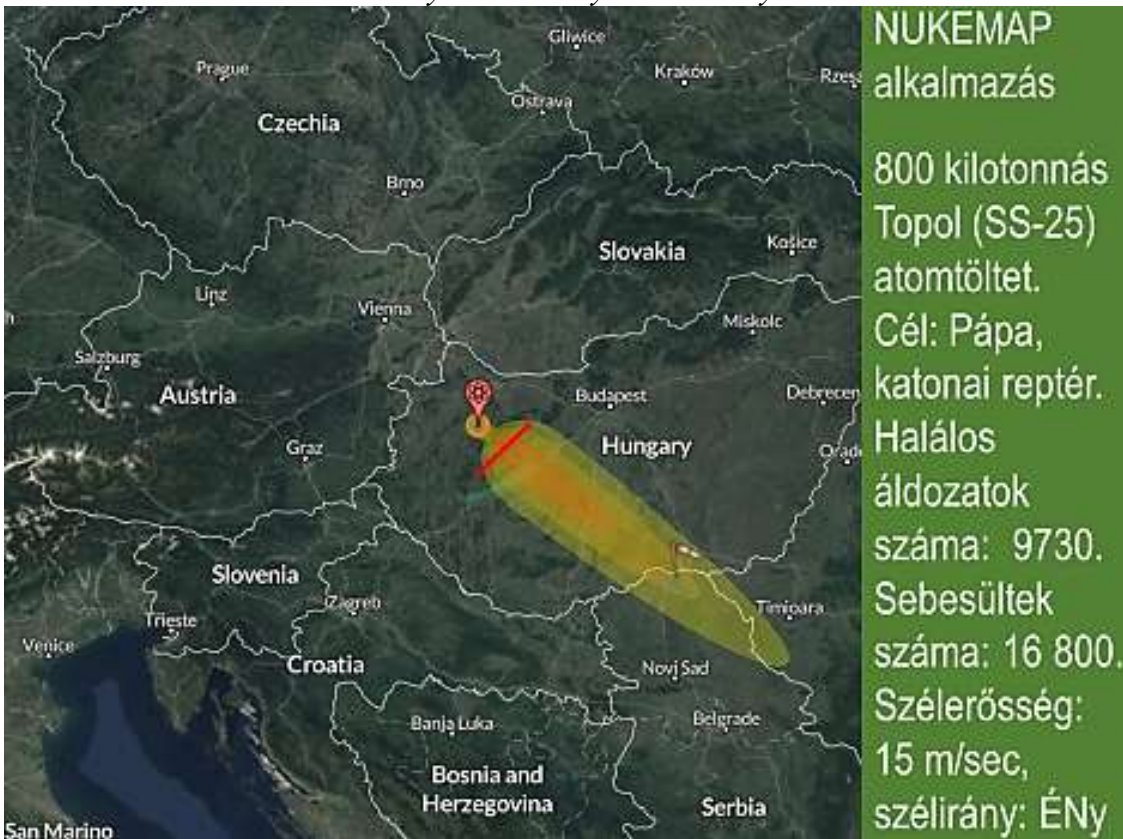 Gliwice
Prague
Kraków
Rzes
Ostrava
Czechia
Brno
Slovakia
Košice
Linz
Vienna
Miskolc
Salzburg
Austria
Budapest
Debrecen
Graz
Hungary
Orad
Slovenia
Zagreb
Timișoara
Trieste
Venice
Croatia
Novi Sad
Banja Luka
Belgrade
Bosnia and
Herzegovina
Serbia
San Marino
NUKEMAP
alkalmazás
800 kilotonnás
Topol (SS-25)
atomtöltet.
Cél: Pápa,
katonai reptér.
Halálos
áldozatok
száma: 9730.
Sebesültek
száma: 16 800.
Szélerősség:
15 m/sec,
szélirány: ÉNy